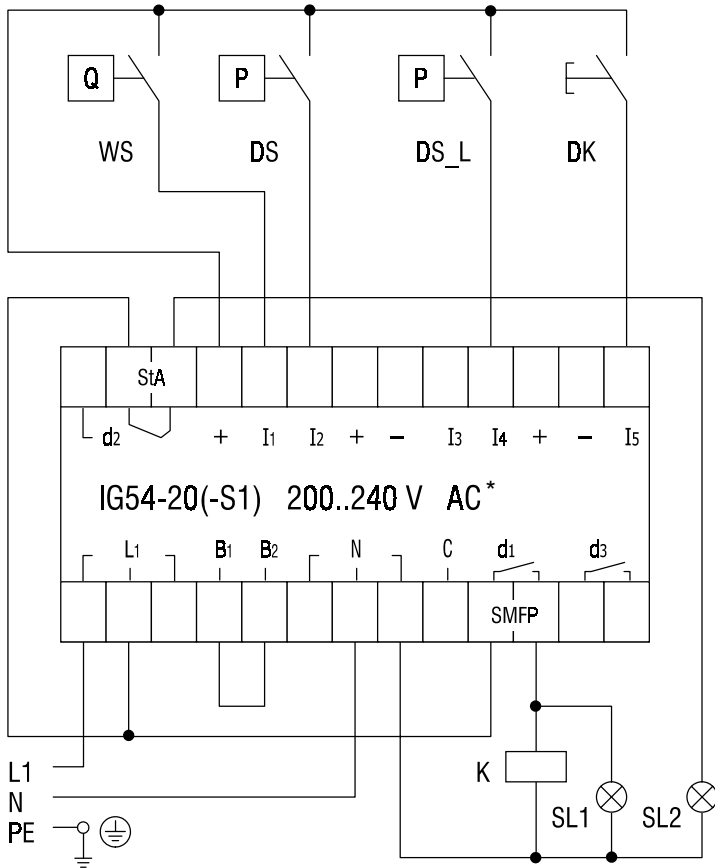 Q P P
WS DS DS_L DK
StA
d2 + I1 I2 + − I3 I4 + − I5
IG54-20(-S1) 200..240 V AC*
L1 B1 B2 N C d1 d3
SMFP
L1
K
N
SL1 SL2
PE